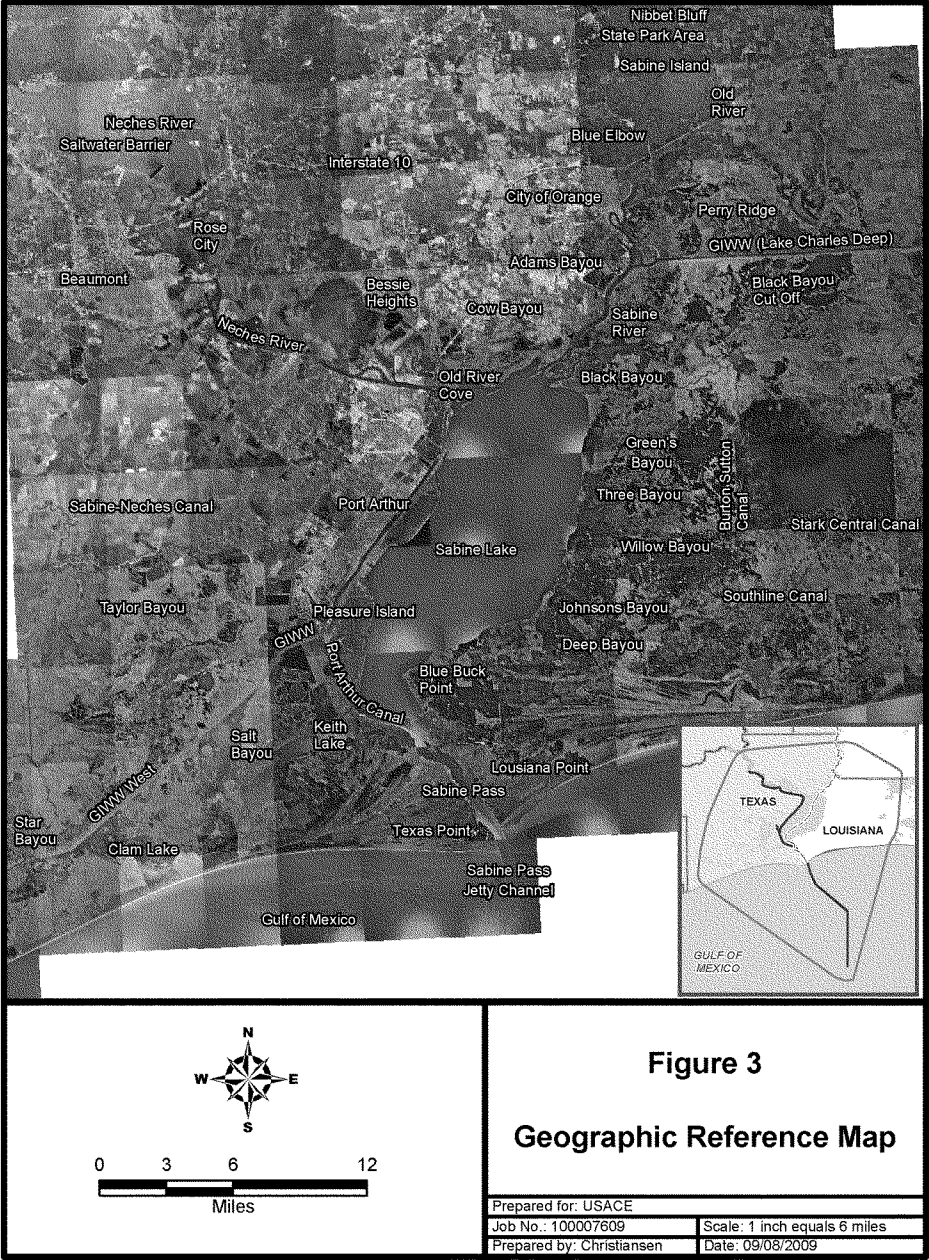 Nibbet Bluff
State Park Area
Sabine Island
Old
River
Neches River
Saltwater Barrier
Blue Elbow
Interstate 10
City of Orange
Perry Ridge
Rose
City
GIWW (Lake Charles Deep)
Adams Bayou
Beaumont
Black Bayou
Cut Off
Bessie
Heights
Cow Bayou
Sabine
River
Neches River
Old River
Cove
Black Bayou
Green's
Bayou
Burton Sutton
Canal
Three Bayou
Sabine-Neches Canal
Port Arthur
Stark Central Canal
Sabine Lake
Willow Bayou
Southline Canal
Taylor Bayou
Pleasure Island
Johnsons Bayou
GIWW
Deep Bayou
Port Arthur Canal
Blue Buck
Point
Keith
Lake
Salt
Bayou
Lousiana Point
GIWW West
Sabine Pass
Star
Bayou
Texas Point
Clam Lake
Sabine Pass
Jetty Channel
Gulf of Mexico
TEXAS
LOUISIANA
GULF OF
MEXICO
N
W
E
S
0 3 6 12
Miles
Figure 3
Geographic Reference Map
Prepared for: USACE
Job No.: 100007609
Scale: 1 inch equals 6 miles
Prepared by: Christiansen
Date: 09/08/2009